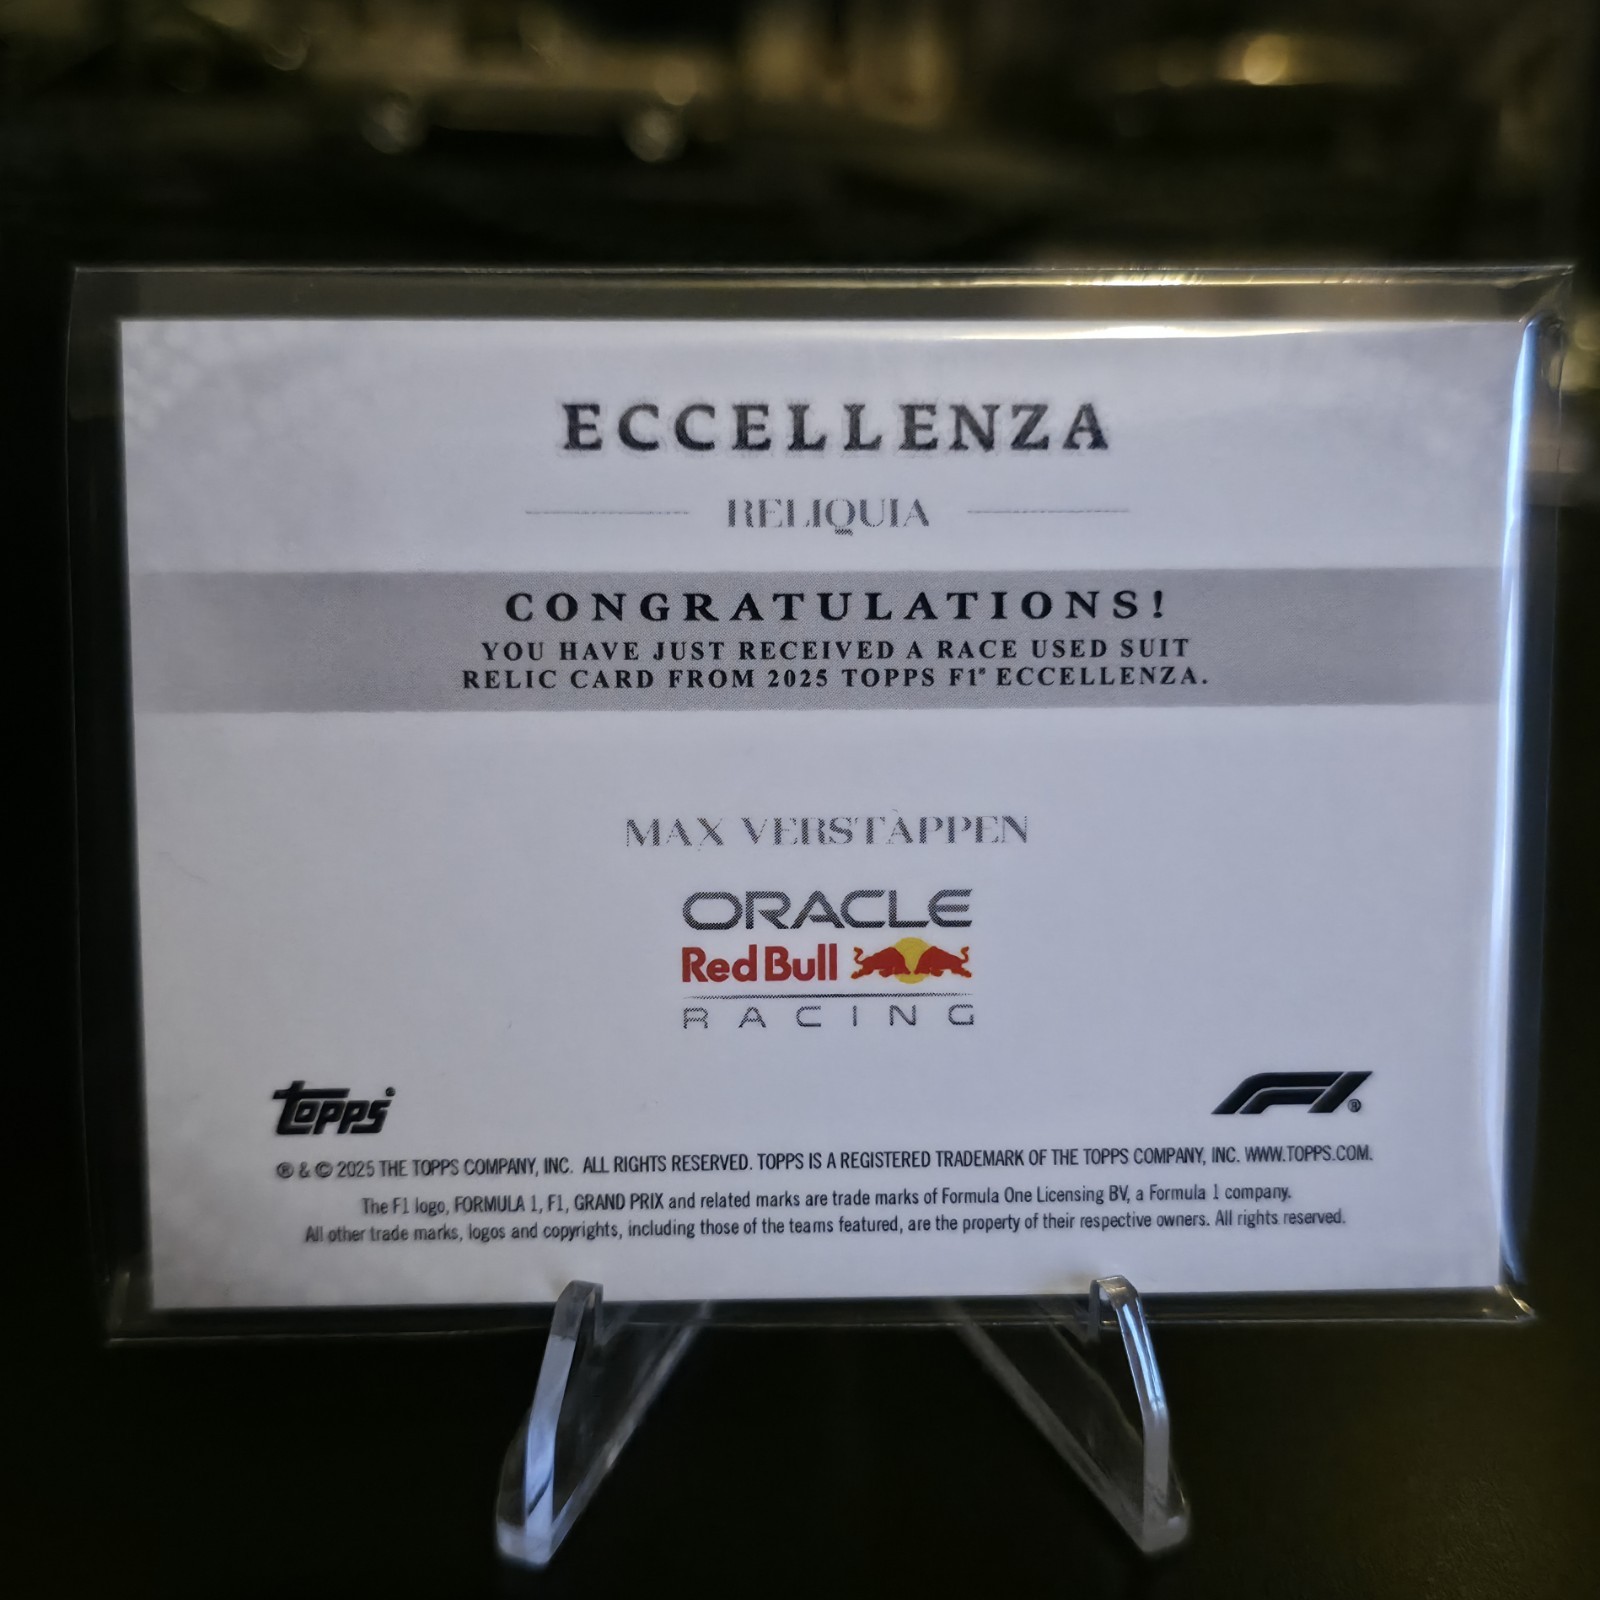 ECCELLENZA
RELIQUIA
CONGRATULATIONS!
YOU HAVE JUST RECEIVED A RACE USED SUIT
RELIC CARD FROM 2025 TOPPS F1® ECCELLENZA.
MAX VERSTAPPEN
ORACLE
Red Bull
RACING
topps®
F1®
® & © 2025 THE TOPPS COMPANY, INC. ALL RIGHTS RESERVED. TOPPS IS A REGISTERED TRADEMARK OF THE TOPPS COMPANY, INC. WWW.TOPPS.COM.
The F1 logo, FORMULA 1, F1, GRAND PRIX and related marks are trade marks of Formula One Licensing BV, a Formula 1 company.
All other trade marks, logos and copyrights, including those of the teams featured, are the property of their respective owners. All rights reserved.